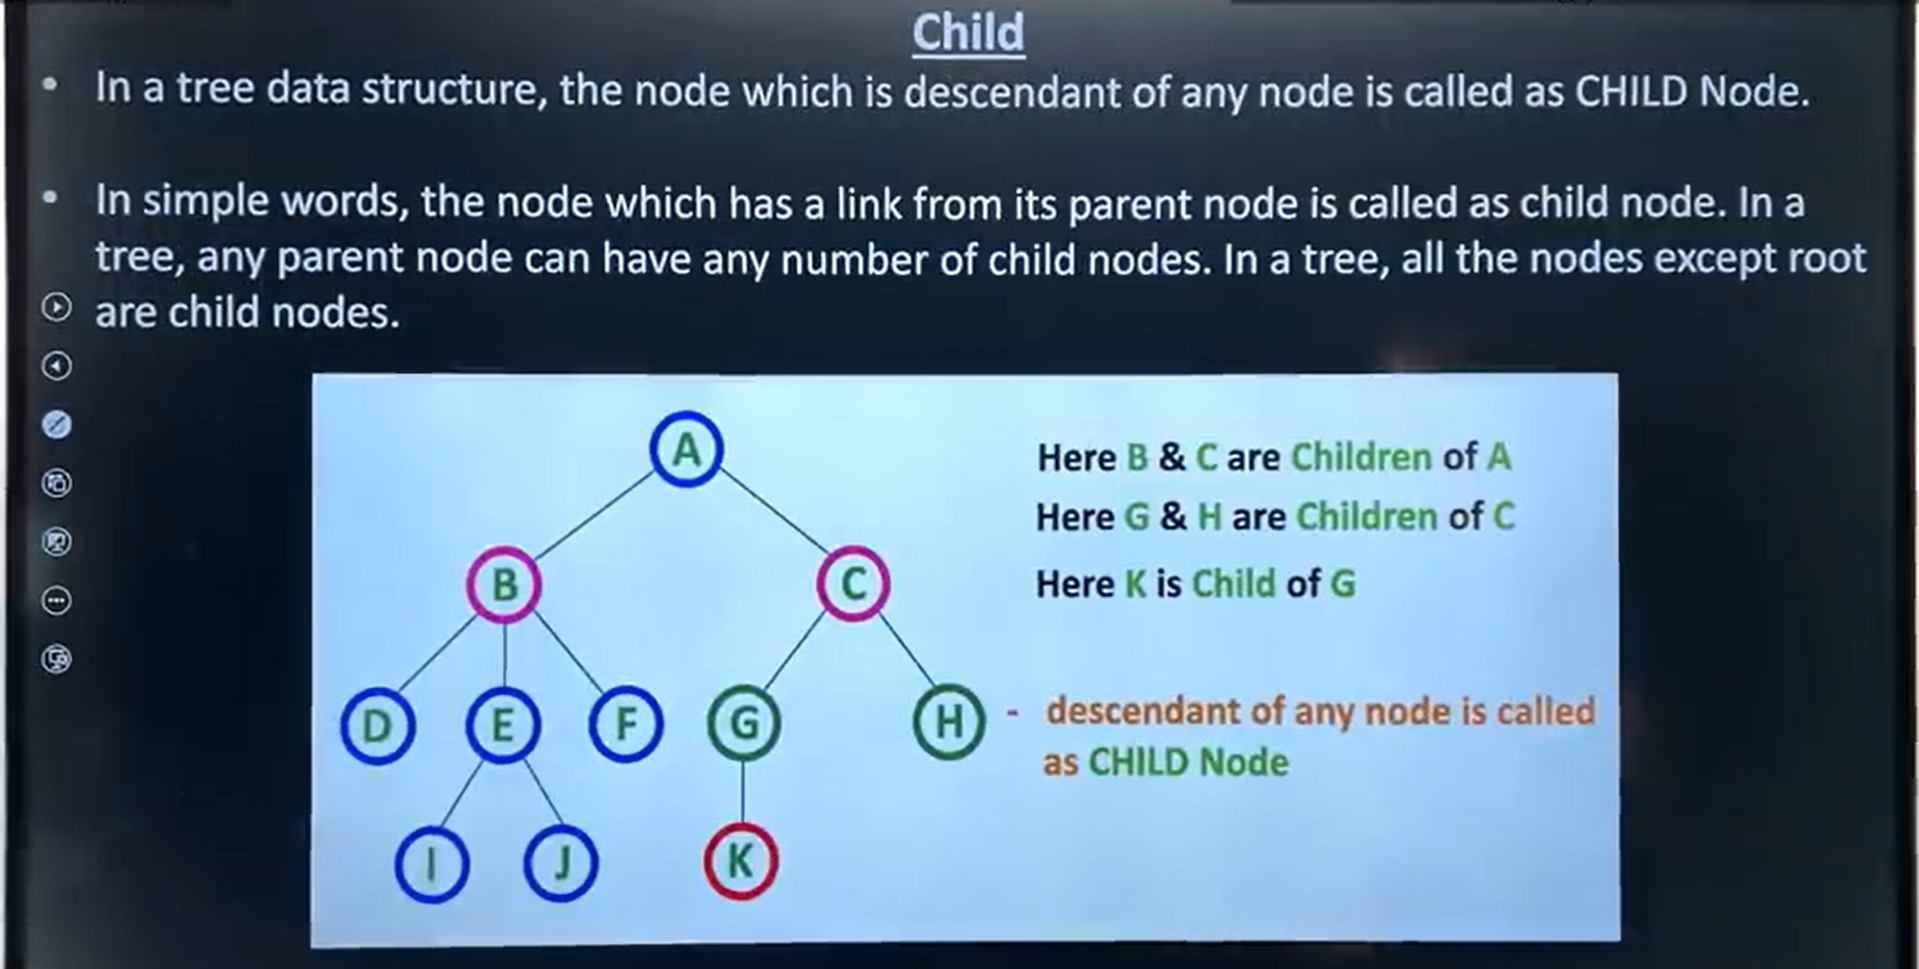 Child
• In a tree data structure, the node which is descendant of any node is called as CHILD Node.
• In simple words, the node which has a link from its parent node is called as child node. In a
tree, any parent node can have any number of child nodes. In a tree, all the nodes except root
are child nodes.
A
Here B & C are Children of A
Here G & H are Children of C
B
C
Here K is Child of G
D
E
F
G
H
- descendant of any node is called
as CHILD Node
I
J
K